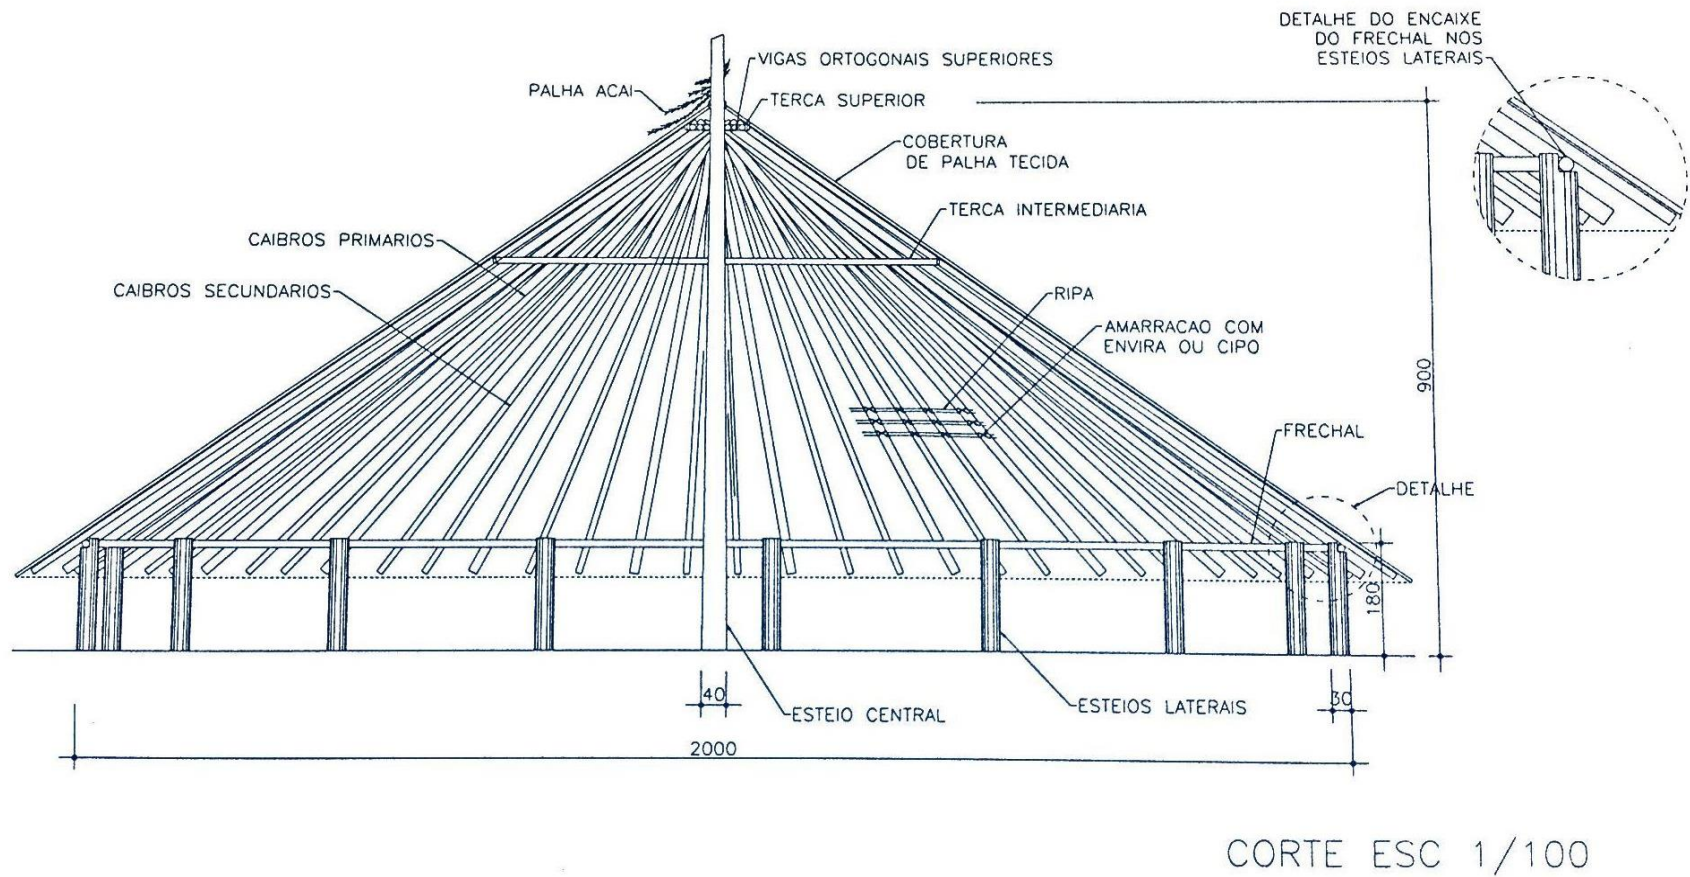 DETALHE DO ENCAIXE
DO FRECHAL NOS
ESTEIOS LATERAIS
VIGAS ORTOGONAIS SUPERIORES
PALHA ACAI
TERCA SUPERIOR
COBERTURA
DE PALHA TECIDA
TERCA INTERMEDIARIA
CAIBROS PRIMARIOS
CAIBROS SECUNDARIOS
RIPA
AMARRACAO COM
ENVIRA OU CIPO
900
FRECHAL
DETALHE
180
40
30
ESTEIO CENTRAL
ESTEIOS LATERAIS
2000
CORTE ESC 1/100